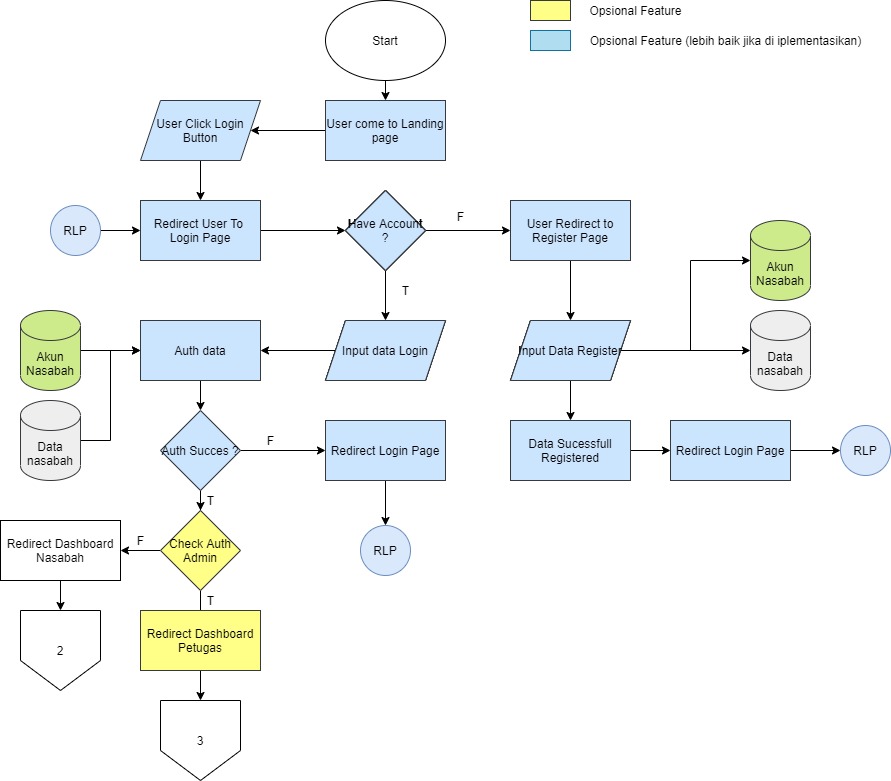 Opsional Feature
Opsional Feature (lebih baik jika di iplementasikan)
Start
User come to Landing
page
User Click Login
Button
RLP
Redirect User To
Login Page
Have Account
?
F
User Redirect to
Register Page
T
Akun
Nasabah
Akun
Nasabah
Auth data
Input data Login
Input Data Register
Data
nasabah
Data
nasabah
Auth Succes ?
F
Redirect Login Page
Data Sucessfull
Registered
Redirect Login Page
RLP
T
Redirect Dashboard
Nasabah
F
Check Auth
Admin
RLP
T
2
Redirect Dashboard
Petugas
3